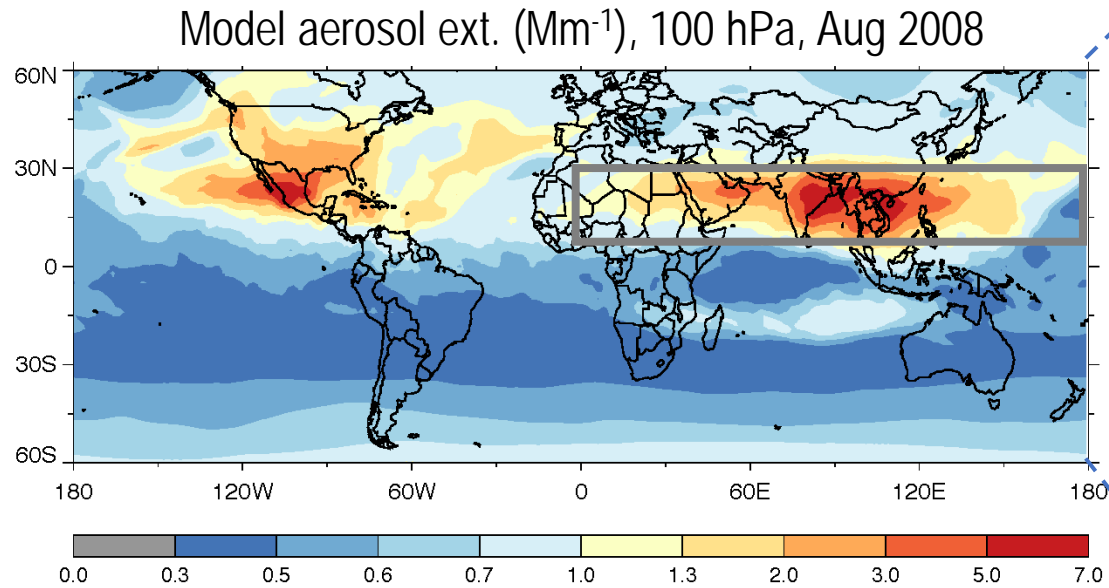 Model aerosol ext. (Mm-1), 100 hPa, Aug 2008
60N
30N
0
30S
60S
180 120W 60W 0 60E 120E 180
0.0 0.3 0.5 0.6 0.7 1.0 1.3 2.0 3.0 5.0 7.0